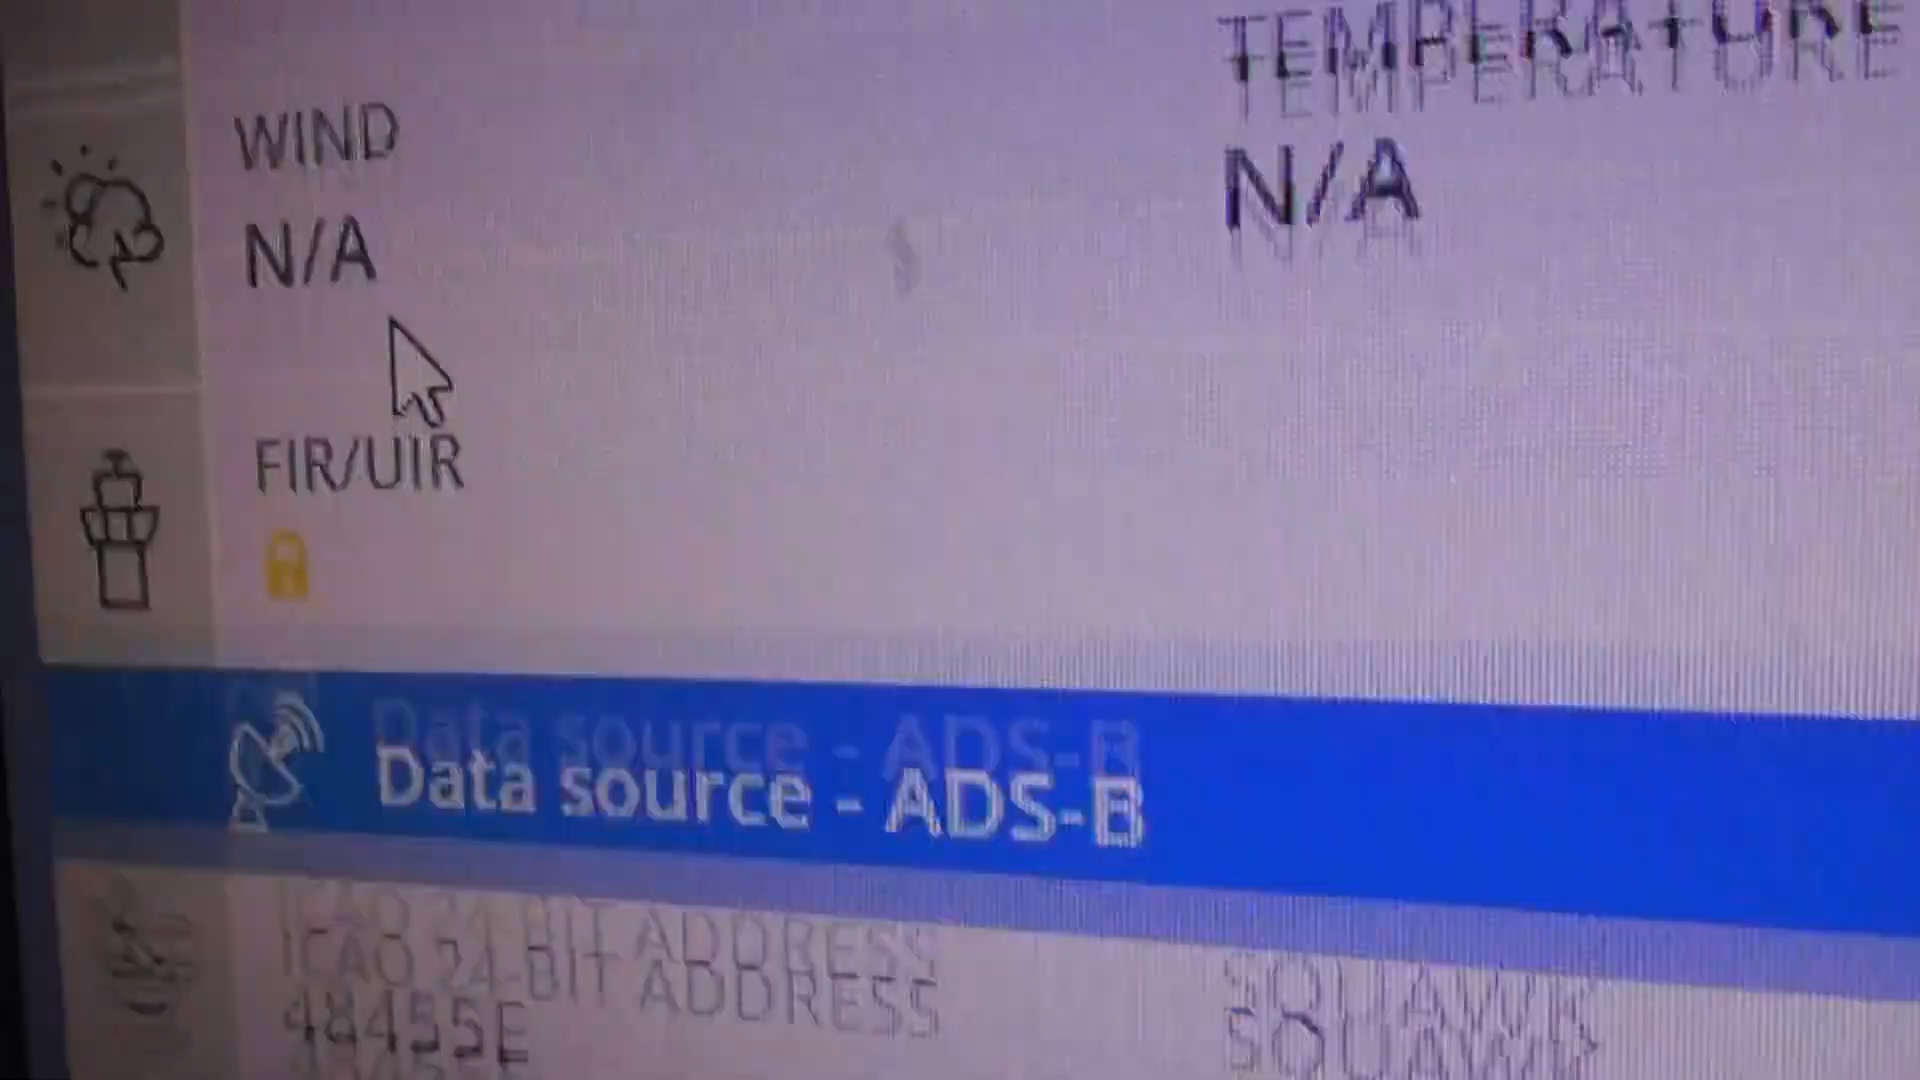 TEMPERATURE
WIND
N/A
N/A
FIR/UIR
Data source - ADS-B
ICAO 24-BIT ADDRESS
SQUAWK
48455E